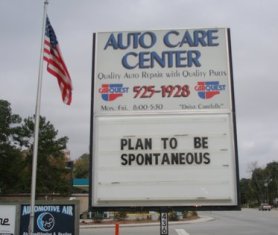 AUTO CARE
CENTER
Quality Auto Repair with Quality Parts
CARQUEST 525-1928 CARQUEST
Mon.-Fri. 8:00-5:30 "Drive Carefully"
PLAN TO BE
SPONTANEOUS
AUTOMOTIVE AIR